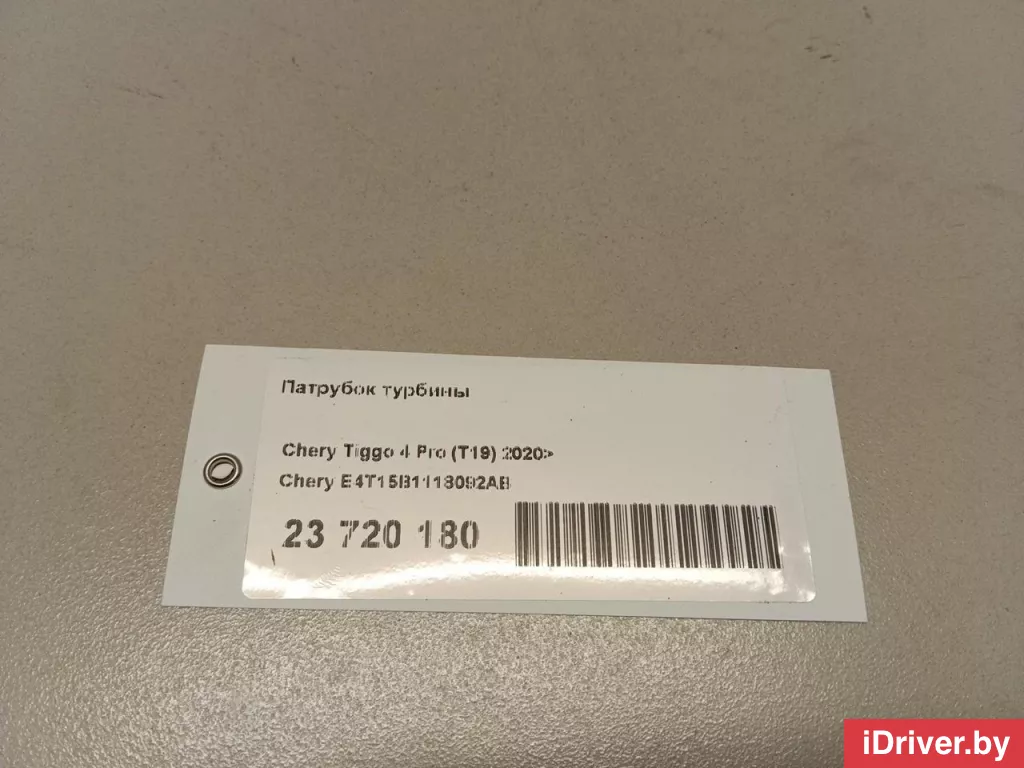 Патрубок турбины
Chery Tiggo 4 Pro (T19) 2020>
Chery E4T15B1118092AB
23 720 180
iDriver.by